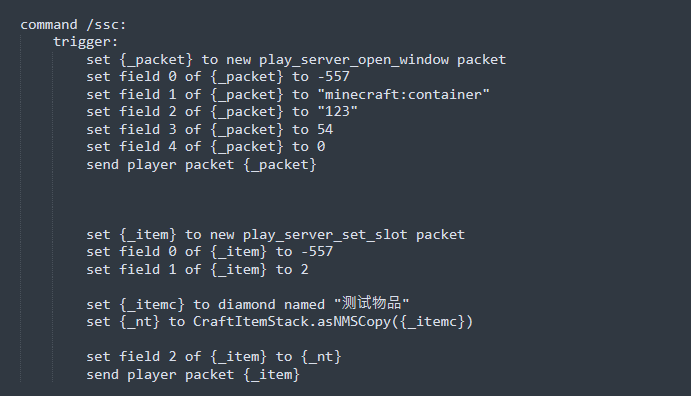 command /ssc:
trigger:
set {_packet} to new play_server_open_window packet
set field 0 of {_packet} to -557
set field 1 of {_packet} to "minecraft:container"
set field 2 of {_packet} to "123"
set field 3 of {_packet} to 54
set field 4 of {_packet} to 0
send player packet {_packet}
set {_item} to new play_server_set_slot packet
set field 0 of {_item} to -557
set field 1 of {_item} to 2
set {_itemc} to diamond named "测试物品"
set {_nt} to CraftItemStack.asNMSCopy({_itemc})
set field 2 of {_item} to {_nt}
send player packet {_item}